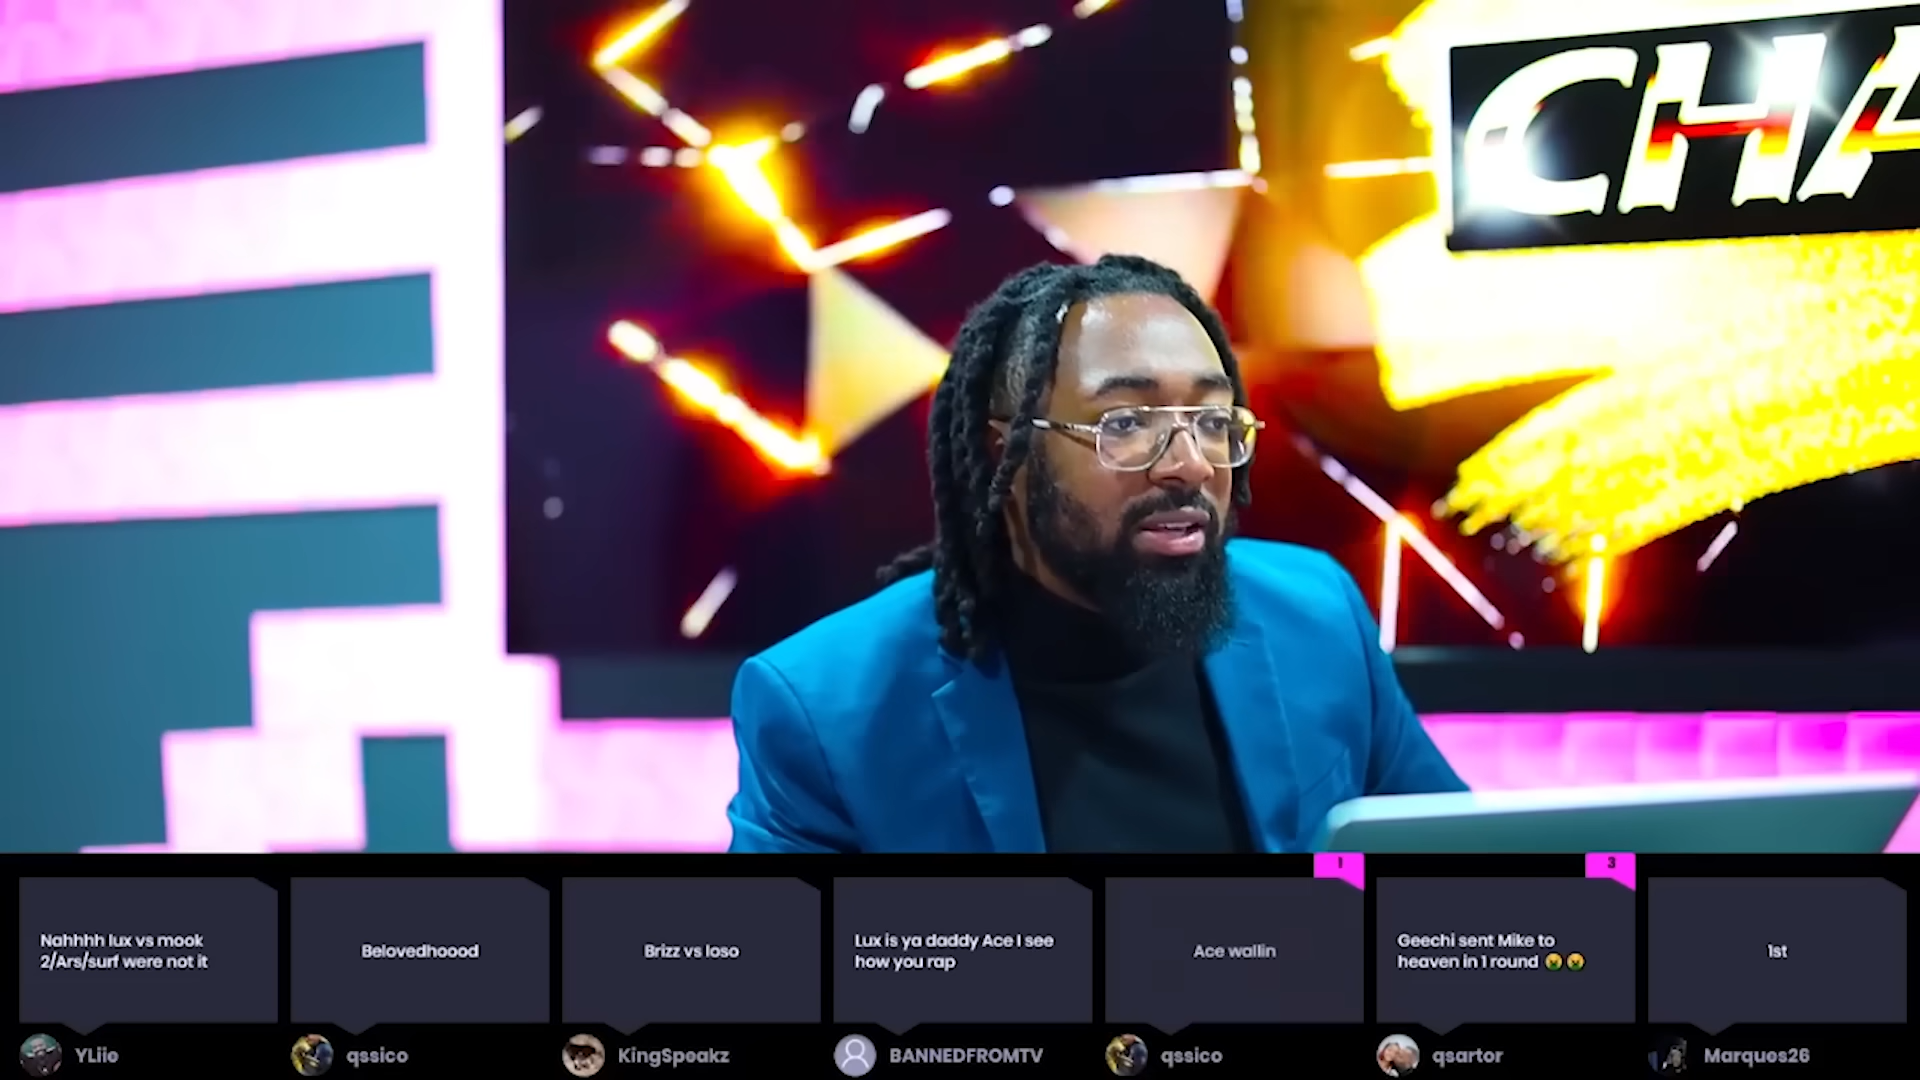 CHA
1
3
Nahhhh lux vs mook
2/Ars/surf were not it
Belovedhoood
Brizz vs loso
Lux is ya daddy Ace I see
how you rap
Ace wallin
Geechi sent Mike to
heaven in 1 round 🤑🤑
1st
YLiie
qssico
KingSpeakz
BANNEDFROMTV
qssico
qsartor
Marques26